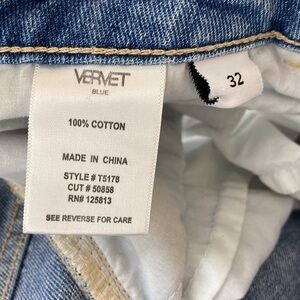 VERVET
BLUE
32
100% COTTON
MADE IN CHINA
STYLE # T5178
CUT # 50858
RN# 125813
SEE REVERSE FOR CARE